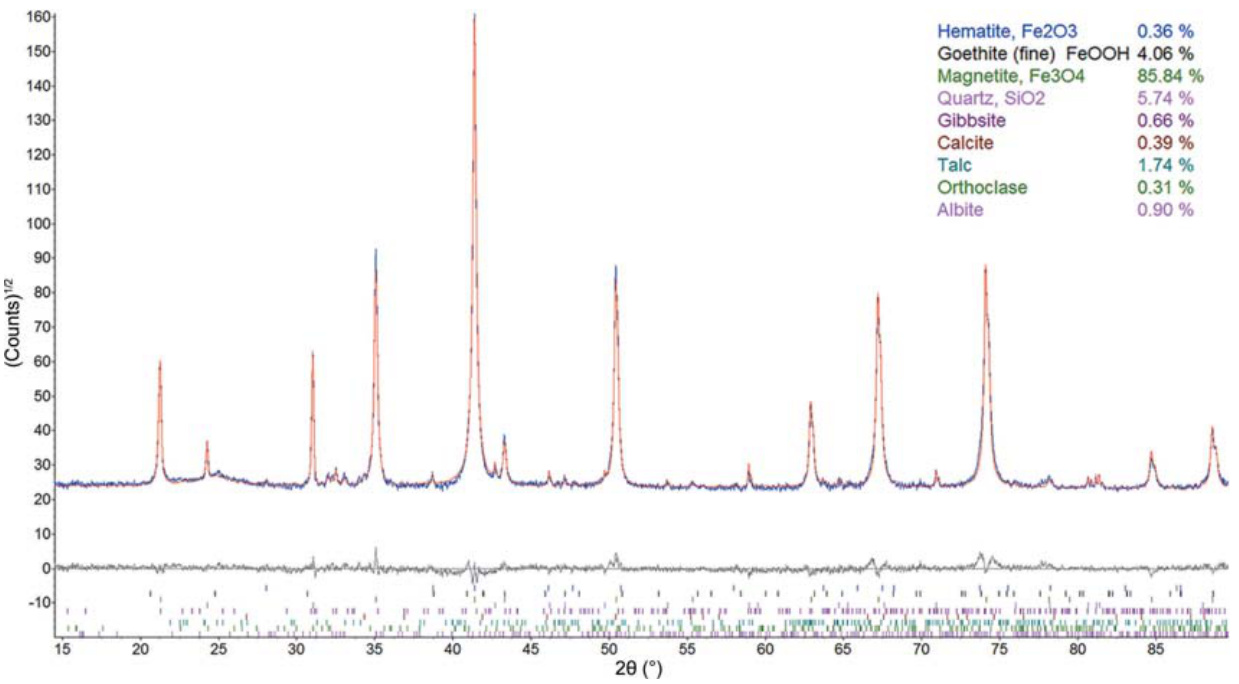 160
150
140
130
120
110
100
90
80
70
60
50
40
30
20
10
0
-10
(Counts)1/2
Hematite, Fe2O3 0.36 %
Goethite (fine) FeOOH 4.06 %
Magnetite, Fe3O4 85.84 %
Quartz, SiO2 5.74 %
Gibbsite 0.66 %
Calcite 0.39 %
Talc 1.74 %
Orthoclase 0.31 %
Albite 0.90 %
15 20 25 30 35 40 45 50 55 60 65 70 75 80 85
2θ (°)